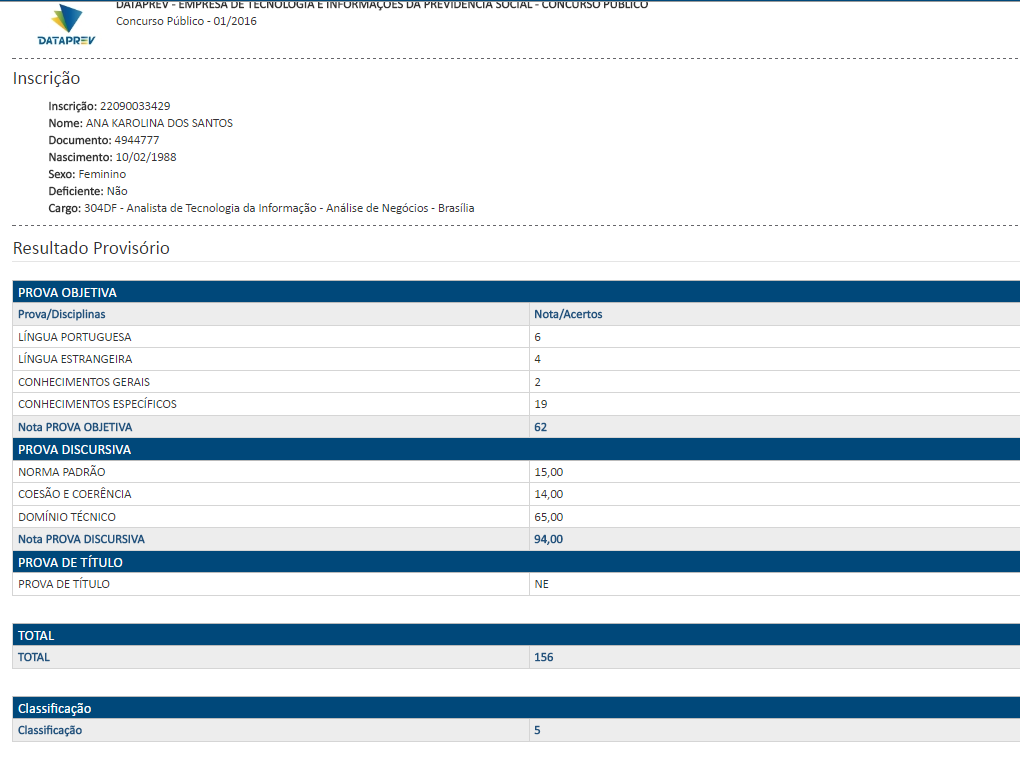 DATAPREV - EMPRESA DE TECNOLOGIA E INFORMAÇÕES DA PREVIDÊNCIA SOCIAL - CONCURSO PÚBLICO
Concurso Público - 01/2016
DATAPREV
Inscrição
Inscrição: 22090033429
Nome: ANA KAROLINA DOS SANTOS
Documento: 4944777
Nascimento: 10/02/1988
Sexo: Feminino
Deficiente: Não
Cargo: 304DF - Analista de Tecnologia da Informação - Análise de Negócios - Brasília
Resultado Provisório
PROVA OBJETIVA
Prova/Disciplinas Nota/Acertos
LÍNGUA PORTUGUESA 6
LÍNGUA ESTRANGEIRA 4
CONHECIMENTOS GERAIS 2
CONHECIMENTOS ESPECÍFICOS 19
Nota PROVA OBJETIVA 62
PROVA DISCURSIVA
NORMA PADRÃO 15,00
COESÃO E COERÊNCIA 14,00
DOMÍNIO TÉCNICO 65,00
Nota PROVA DISCURSIVA 94,00
PROVA DE TÍTULO
PROVA DE TÍTULO NE
TOTAL
TOTAL 156
Classificação
Classificação 5